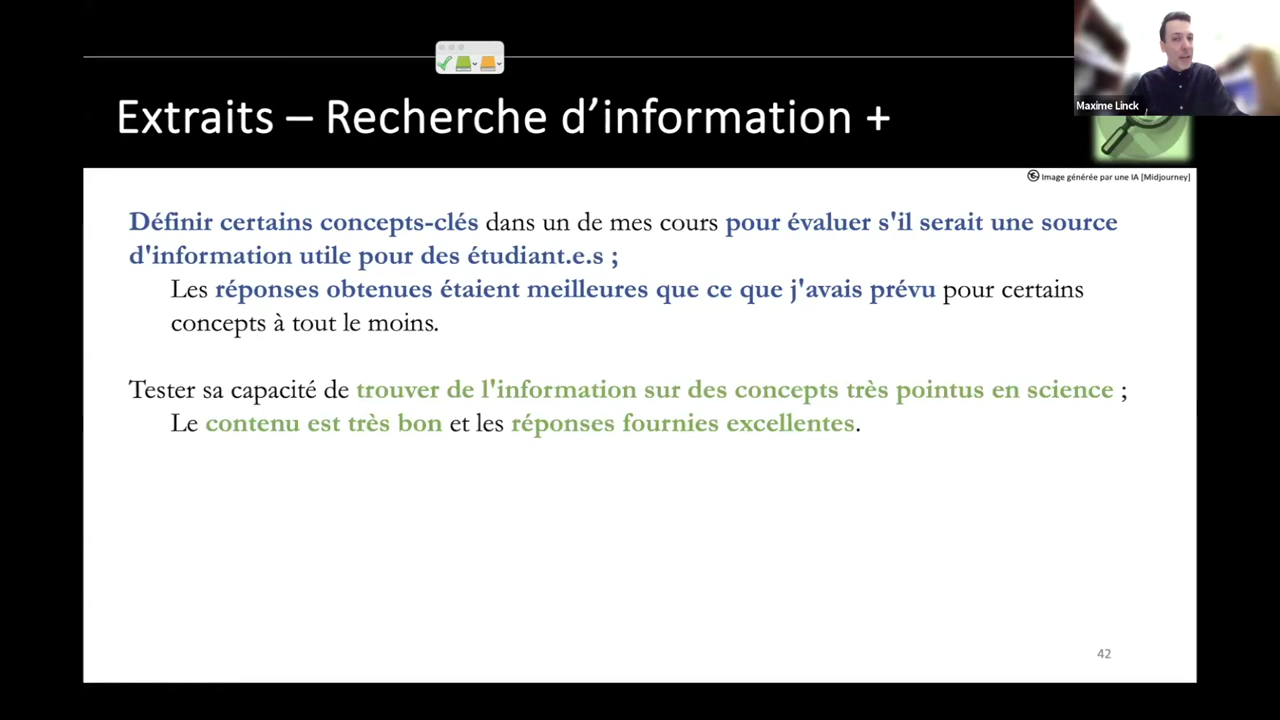 Maxime Linck
Extraits – Recherche d’information +
Image générée par une IA [Midjourney]
Définir certains concepts-clés dans un de mes cours pour évaluer s'il serait une source
d'information utile pour des étudiant.e.s ;
Les réponses obtenues étaient meilleures que ce que j'avais prévu pour certains
concepts à tout le moins.
Tester sa capacité de trouver de l'information sur des concepts très pointus en science ;
Le contenu est très bon et les réponses fournies excellentes.
42